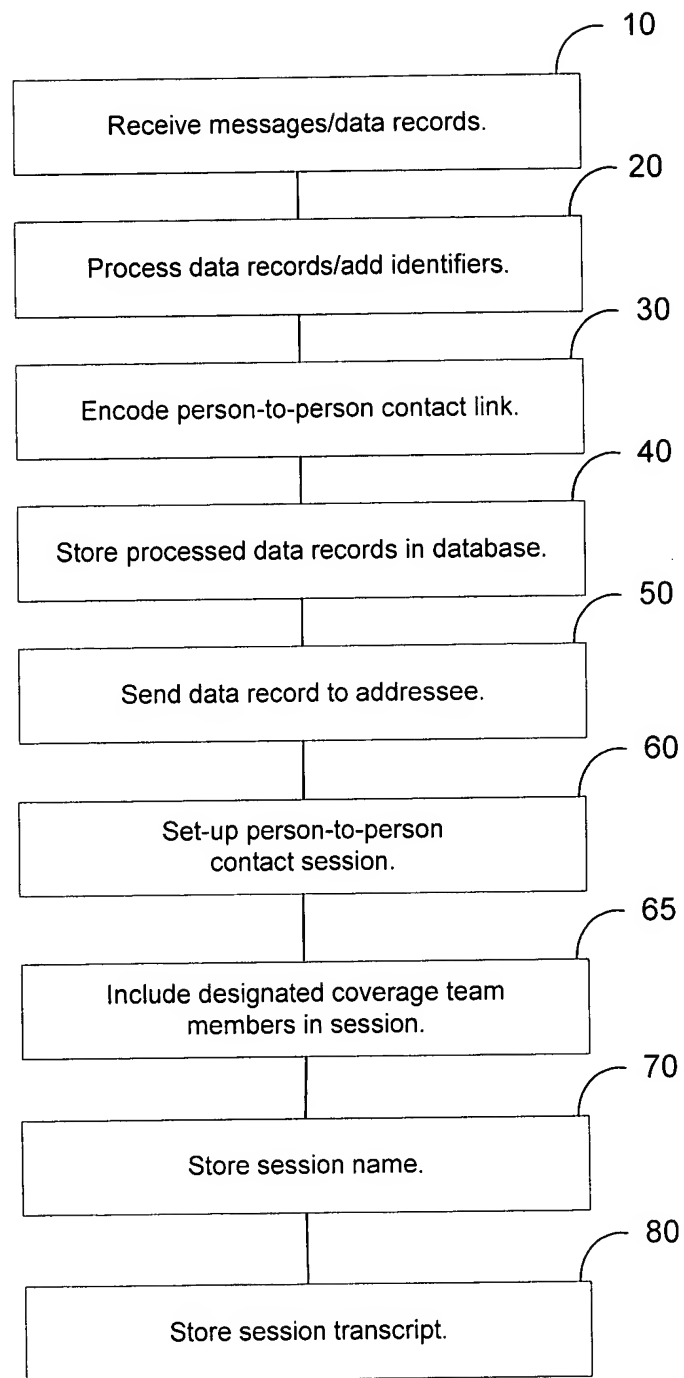 10
Receive messages/data records.
20
Process data records/add identifiers.
30
Encode person-to-person contact link.
40
Store processed data records in database.
50
Send data record to addressee.
60
Set-up person-to-person
contact session.
65
Include designated coverage team
members in session.
70
Store session name.
80
Store session transcript.